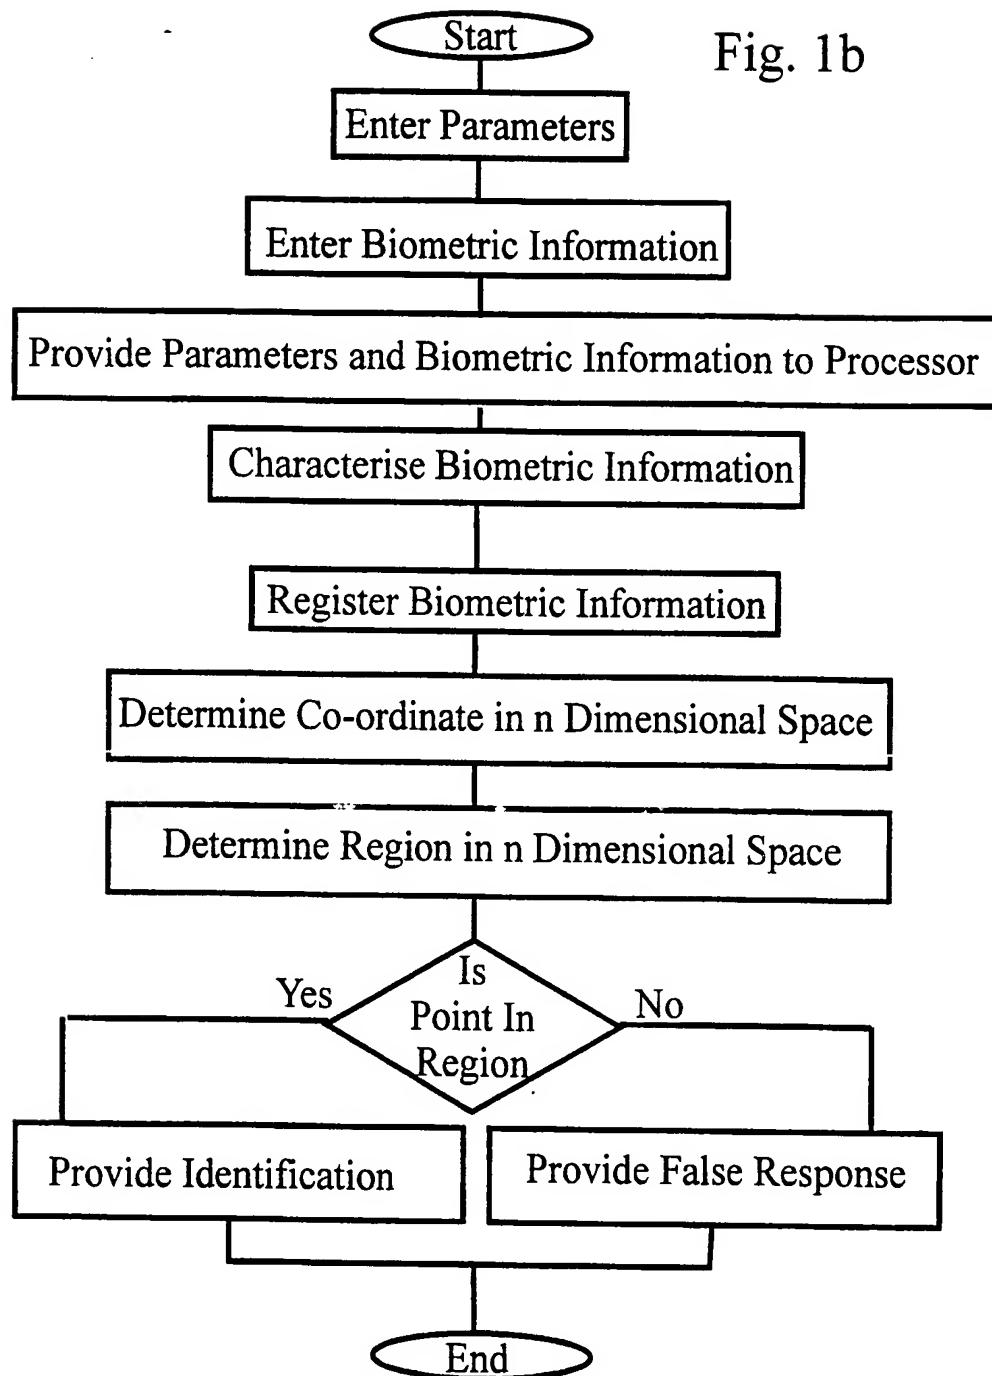 Start
Fig. 1b
Enter Parameters
Enter Biometric Information
Provide Parameters and Biometric Information to Processor
Characterise Biometric Information
Register Biometric Information
Determine Co-ordinate in n Dimensional Space
Determine Region in n Dimensional Space
Is
Point In
Region
Yes
No
Provide Identification
Provide False Response
End